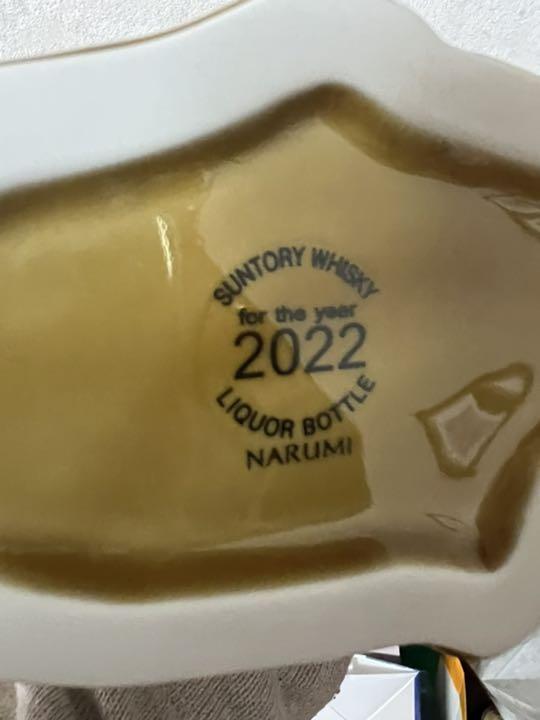 SUNTORY WHISKY
for the year
2022
LIQUOR BOTTLE
NARUMI